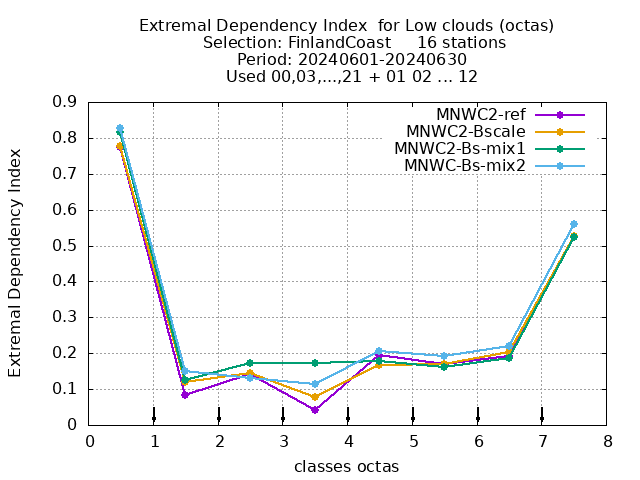 Extremal Dependency Index  for Low clouds (octas)
Selection: FinlandCoast     16 stations
Period: 20240601-20240630
Used 00,03,...,21 + 01 02 ... 12
MNWC2-ref
MNWC2-Bscale
MNWC2-Bs-mix1
MNWC-Bs-mix2
Extremal Dependency Index
0.9
0.8
0.7
0.6
0.5
0.4
0.3
0.2
0.1
0
0 1 2 3 4 5 6 7 8
classes octas